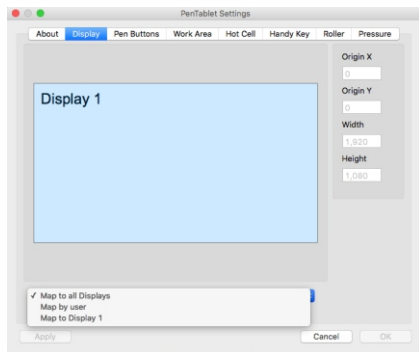 PenTablet Settings
About Display Pen Buttons Work Area Hot Cell Handy Key Roller Pressure
Display 1
Origin X
0
Origin Y
0
Width
1,920
Height
1,080
✓ Map to all Displays
Map by user
Map to Display 1
Apply Cancel OK